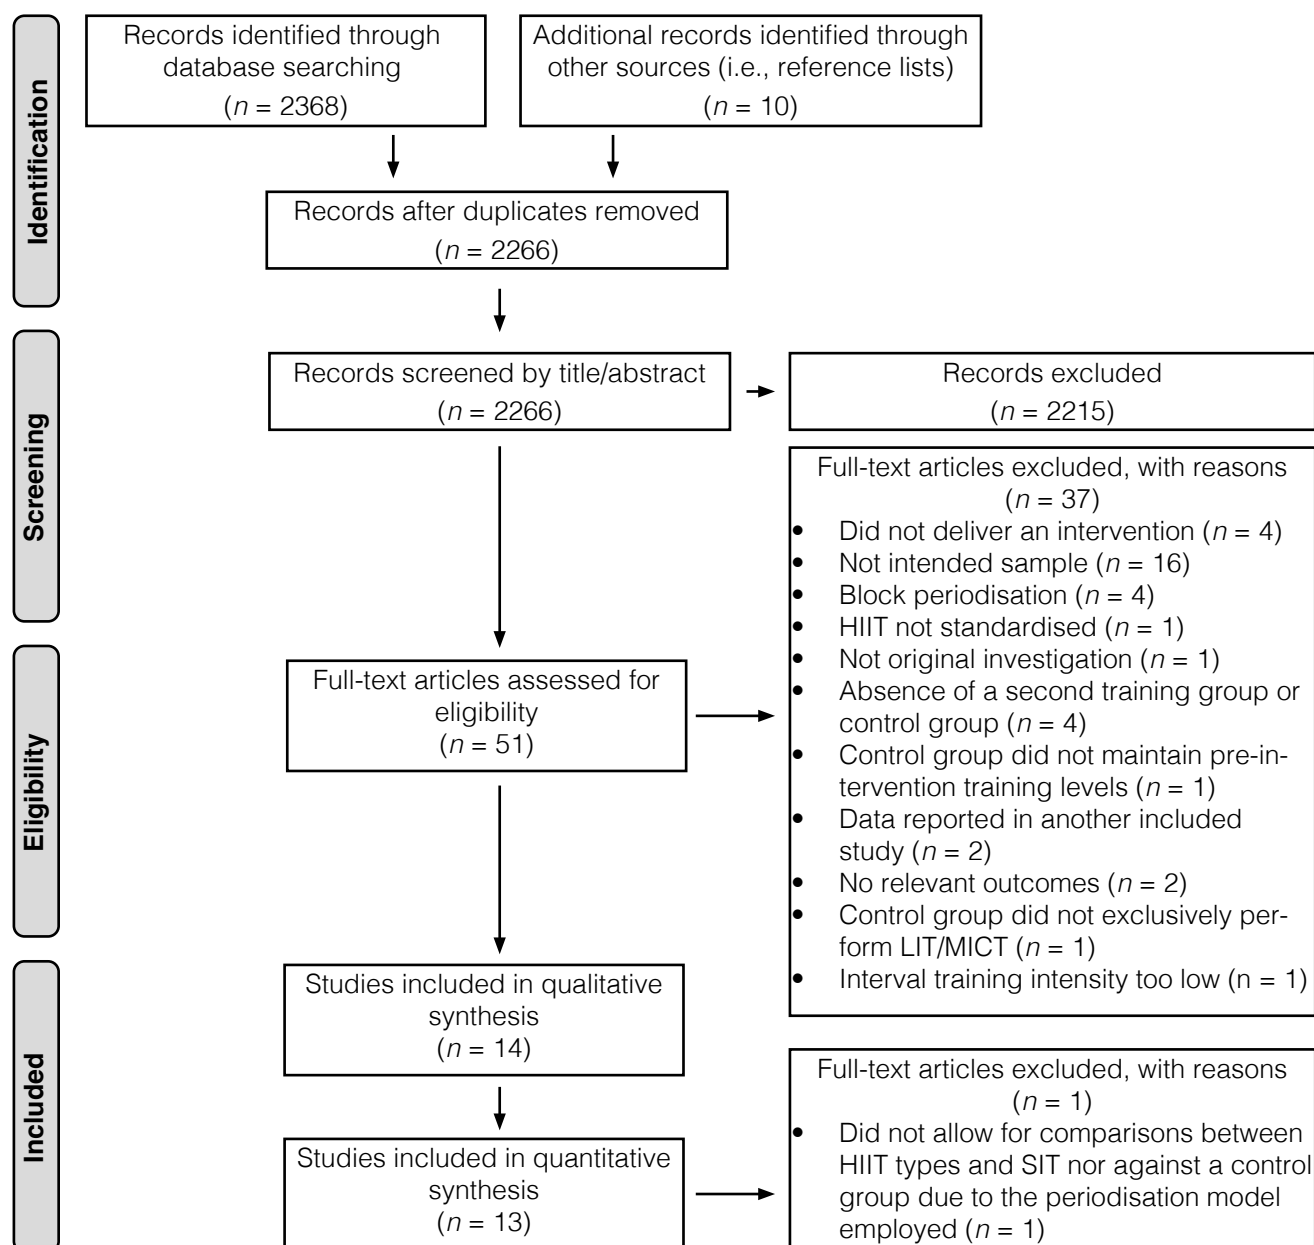 Identification
Records identified through
database searching
(n = 2368)
Additional records identified through
other sources (i.e., reference lists)
(n = 10)
Records after duplicates removed
(n = 2266)
Screening
Records screened by title/abstract
(n = 2266)
Records excluded
(n = 2215)
Full-text articles excluded, with reasons
(n = 37)
• Did not deliver an intervention (n = 4)
• Not intended sample (n = 16)
• Block periodisation (n = 4)
• HIIT not standardised (n = 1)
• Not original investigation (n = 1)
• Absence of a second training group or
control group (n = 4)
• Control group did not maintain pre-in-
tervention training levels (n = 1)
• Data reported in another included
study (n = 2)
• No relevant outcomes (n = 2)
• Control group did not exclusively per-
form LIT/MICT (n = 1)
• Interval training intensity too low (n = 1)
Eligibility
Full-text articles assessed for
eligibility
(n = 51)
Included
Studies included in qualitative
synthesis
(n = 14)
Studies included in quantitative
synthesis
(n = 13)
Full-text articles excluded, with reasons
(n = 1)
• Did not allow for comparisons between
HIIT types and SIT nor against a control
group due to the periodisation model
employed (n = 1)